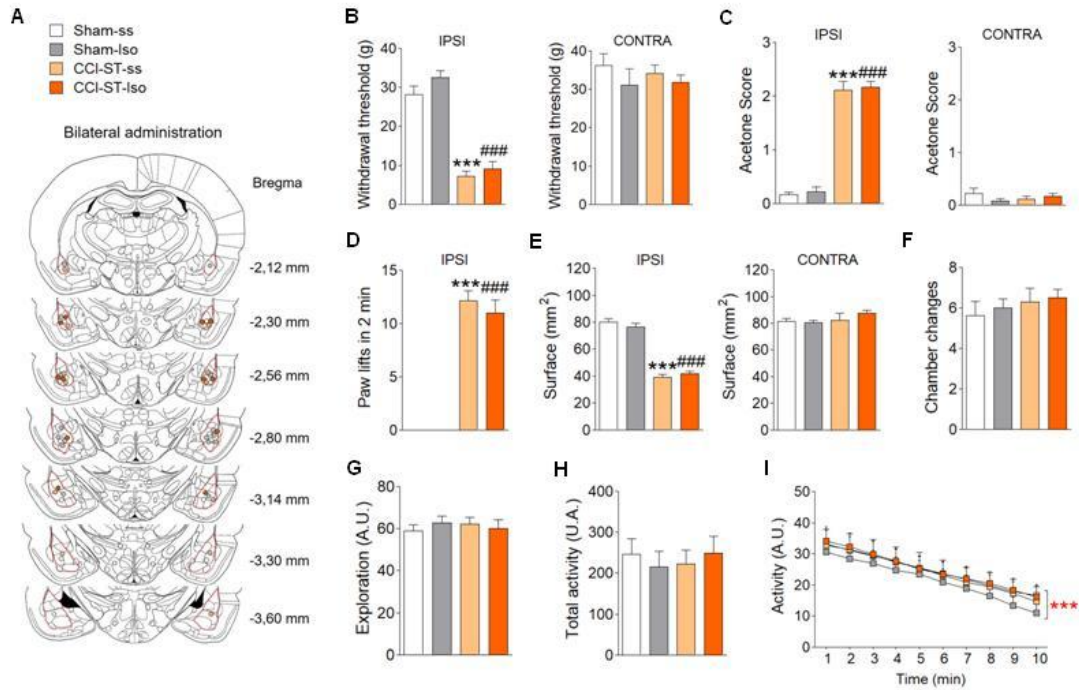 A
Sham-ss
Sham-Iso
CCI-ST-ss
CCI-ST-Iso
Bilateral administration
Bregma
-2,12 mm
-2,30 mm
-2,56 mm
-2,80 mm
-3,14 mm
-3,30 mm
-3,60 mm
B
IPSI
Withdrawal threshold (g)
40
30
20
10
0
***
###
CONTRA
Withdrawal threshold (g)
40
30
20
10
0
C
IPSI
Acetone Score
3
2
1
0
***
###
CONTRA
Acetone Score
3
2
1
0
D
IPSI
Paw lifts in 2 min
15
10
5
0
***
###
E
IPSI
Surface (mm2)
120
100
80
60
40
20
0
***
###
CONTRA
Surface (mm2)
120
100
80
60
40
20
0
F
Chamber changes
8
6
4
2
0
G
Exploration (A.U.)
80
60
40
20
0
H
Total activity (U.A.)
400
300
200
100
0
I
Activity (A.U.)
50
40
30
20
10
0
1 2 3 4 5 6 7 8 9 10
Time (min)
***